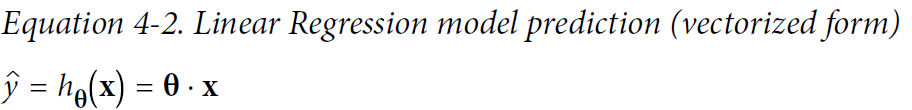 Equation 4-2. Linear Regression model prediction (vectorized form)
ŷ = h_θ(x) = θ · x